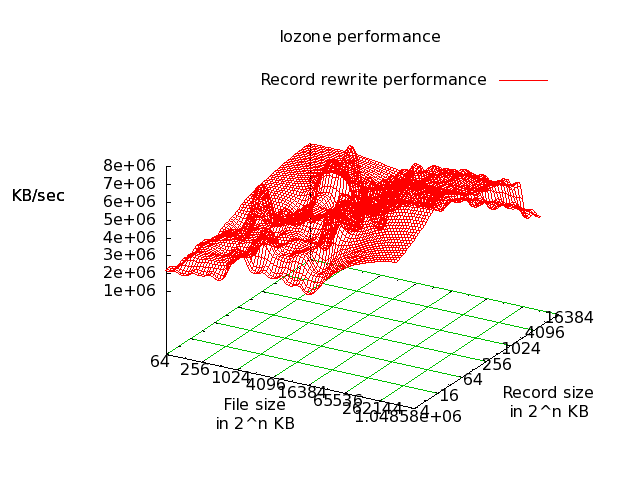 Iozone performance
Record rewrite performance
KB/sec
8e+06
7e+06
6e+06
5e+06
4e+06
3e+06
2e+06
1e+06
64
256
1024
4096
16384
65536
262144
1.04858e+06
4
16
64
256
1024
4096
16384
File size
in 2^n KB
Record size
in 2^n KB